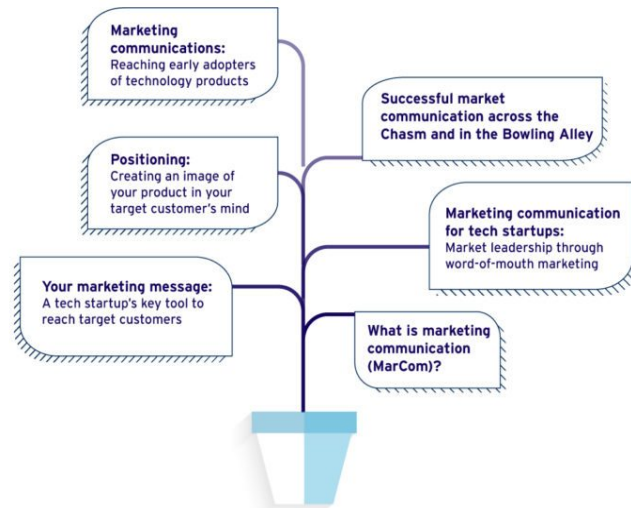 Marketing
communications:
Reaching early adopters
of technology products
Successful market
communication across the
Chasm and in the Bowling Alley
Positioning:
Creating an image of
your product in your
target customer's mind
Marketing communication
for tech startups:
Market leadership through
word-of-mouth marketing
Your marketing message:
A tech startup's key tool to
reach target customers
What is marketing
communication
(MarCom)?